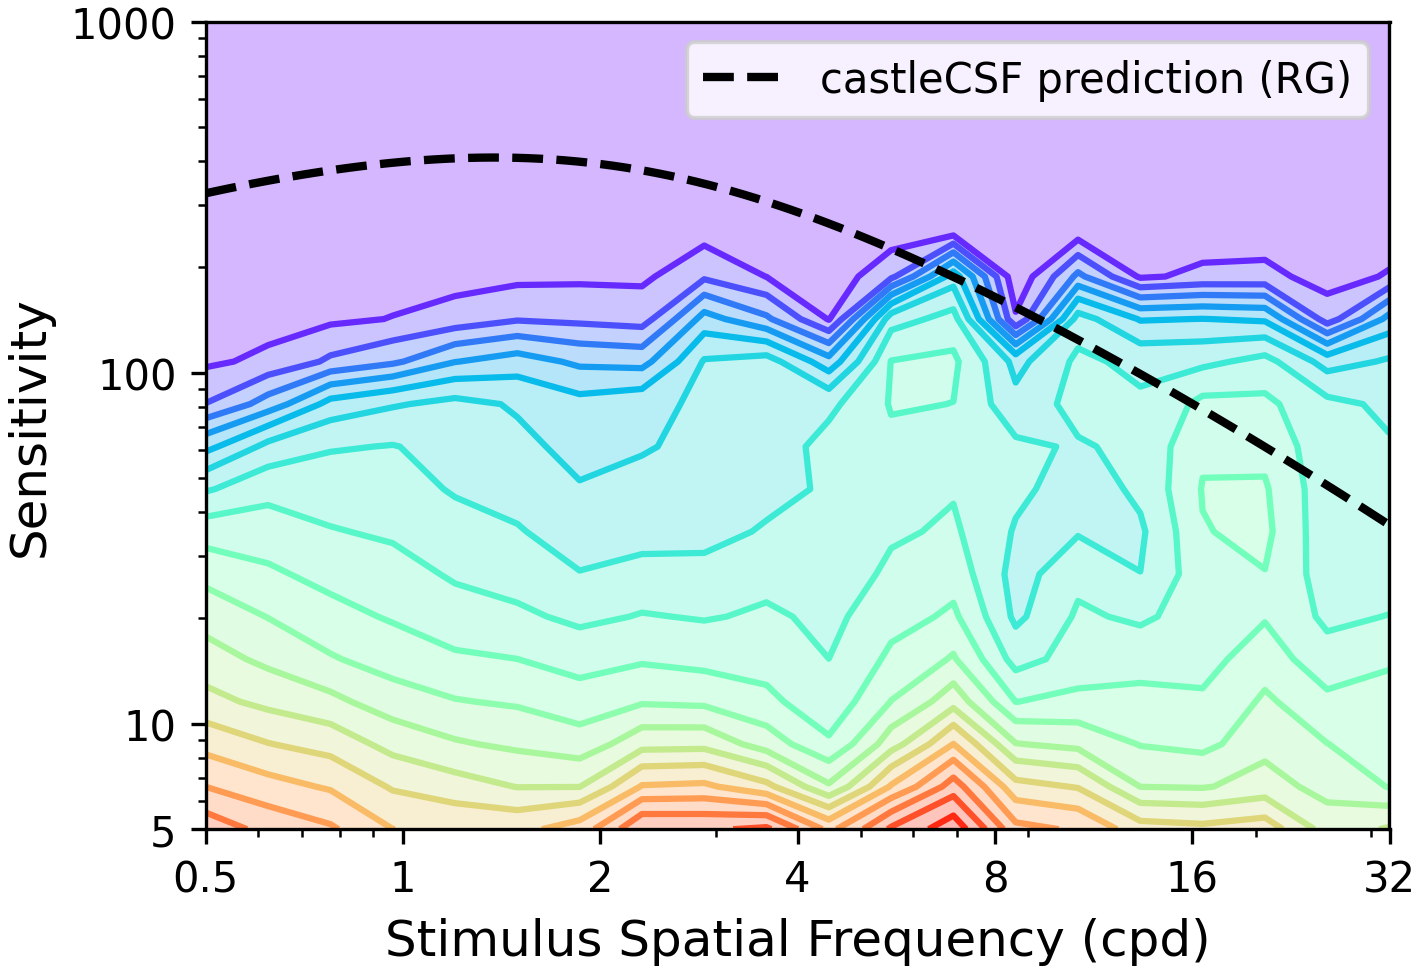 1000
100
10
5
Sensitivity
castleCSF prediction (RG)
0.5 1 2 4 8 16 32
Stimulus Spatial Frequency (cpd)